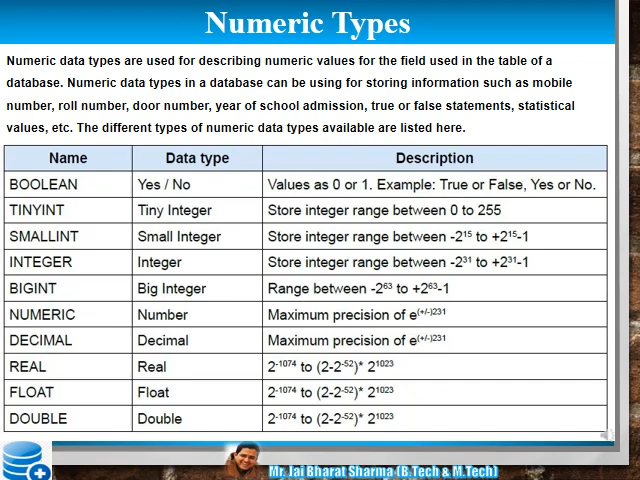 Numeric Types
Numeric data types are used for describing numeric values for the field used in the table of a
database. Numeric data types in a database can be using for storing information such as mobile
number, roll number, door number, year of school admission, true or false statements, statistical
values, etc. The different types of numeric data types available are listed here.
Name Data type Description
BOOLEAN Yes / No Values as 0 or 1. Example: True or False, Yes or No.
TINYINT Tiny Integer Store integer range between 0 to 255
SMALLINT Small Integer Store integer range between -2¹⁵ to +2¹⁵-1
INTEGER Integer Store integer range between -2³¹ to +2³¹-1
BIGINT Big Integer Range between -2⁶³ to +2⁶³-1
NUMERIC Number Maximum precision of e⁽⁺/⁻⁾²³¹
DECIMAL Decimal Maximum precision of e⁽⁺/⁻⁾²³¹
REAL Real 2⁻¹⁰⁷⁴ to (2-2⁻⁵²)* 2¹⁰²³
FLOAT Float 2⁻¹⁰⁷⁴ to (2-2⁻⁵²)* 2¹⁰²³
DOUBLE Double 2⁻¹⁰⁷⁴ to (2-2⁻⁵²)* 2¹⁰²³
Mr. Jai Bharat Sharma (B.Tech & M.Tech)